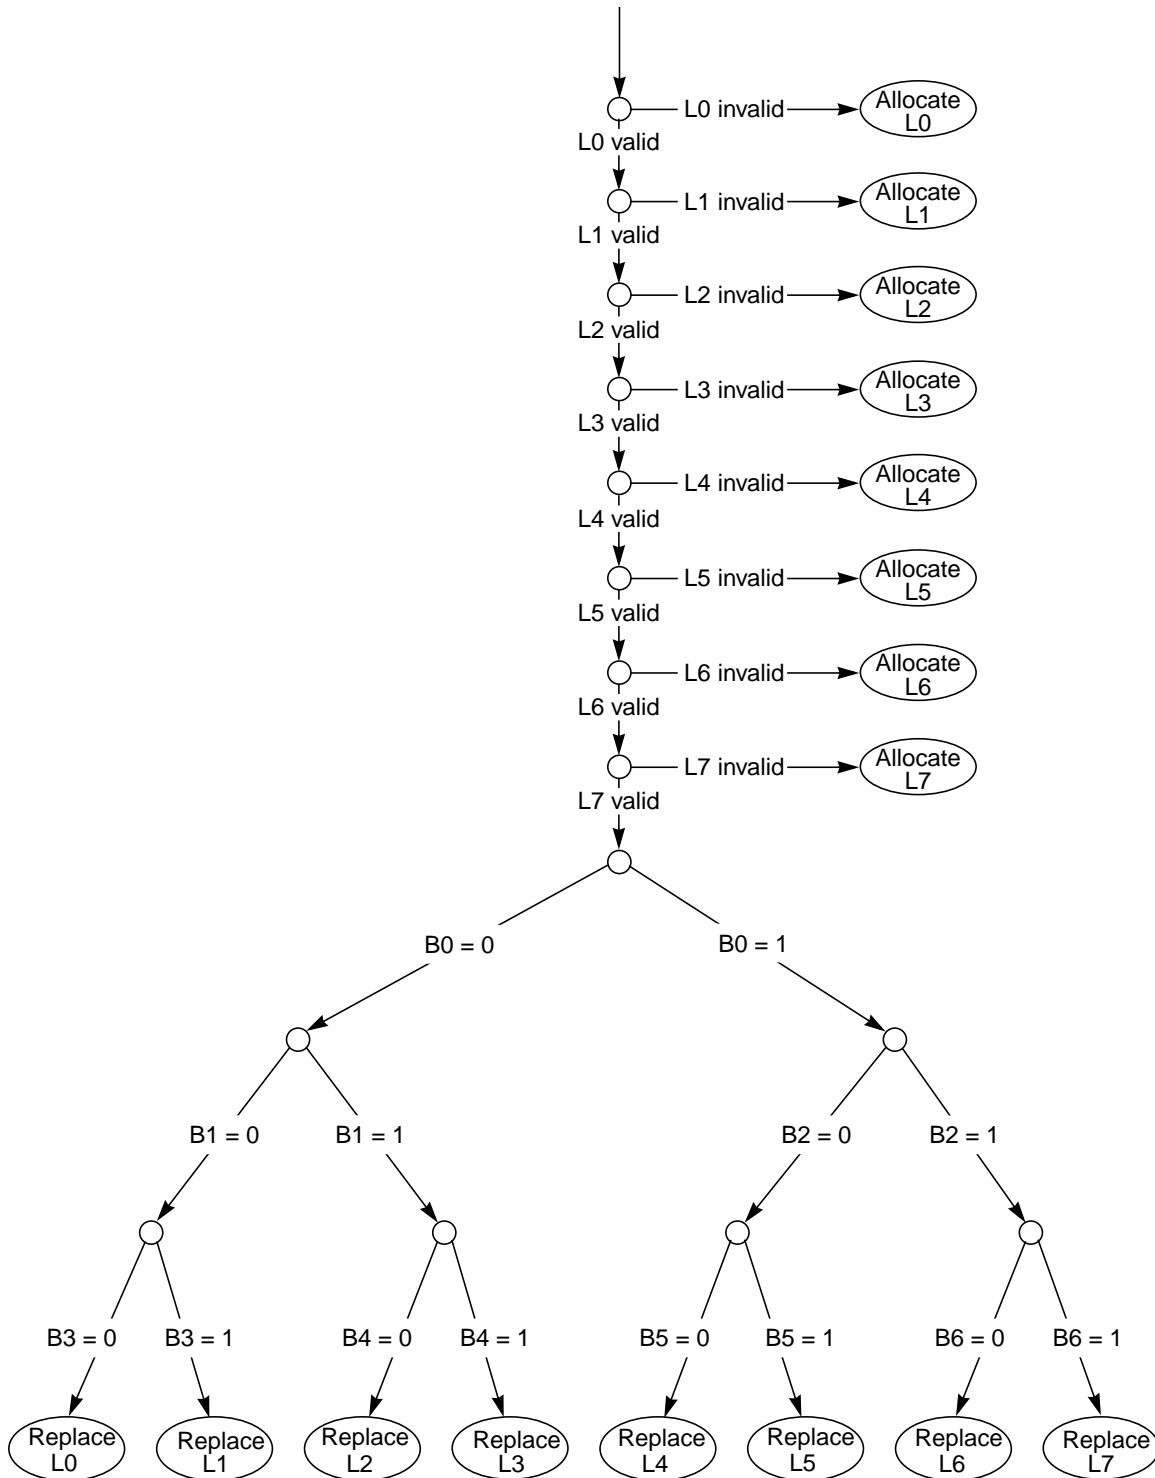 L0 invalid
Allocate
L0
L0 valid
L1 invalid
Allocate
L1
L1 valid
L2 invalid
Allocate
L2
L2 valid
L3 invalid
Allocate
L3
L3 valid
L4 invalid
Allocate
L4
L4 valid
L5 invalid
Allocate
L5
L5 valid
L6 invalid
Allocate
L6
L6 valid
L7 invalid
Allocate
L7
L7 valid
B0 = 0
B0 = 1
B1 = 0
B1 = 1
B2 = 0
B2 = 1
B3 = 0
B3 = 1
B4 = 0
B4 = 1
B5 = 0
B5 = 1
B6 = 0
B6 = 1
Replace
L0
Replace
L1
Replace
L2
Replace
L3
Replace
L4
Replace
L5
Replace
L6
Replace
L7